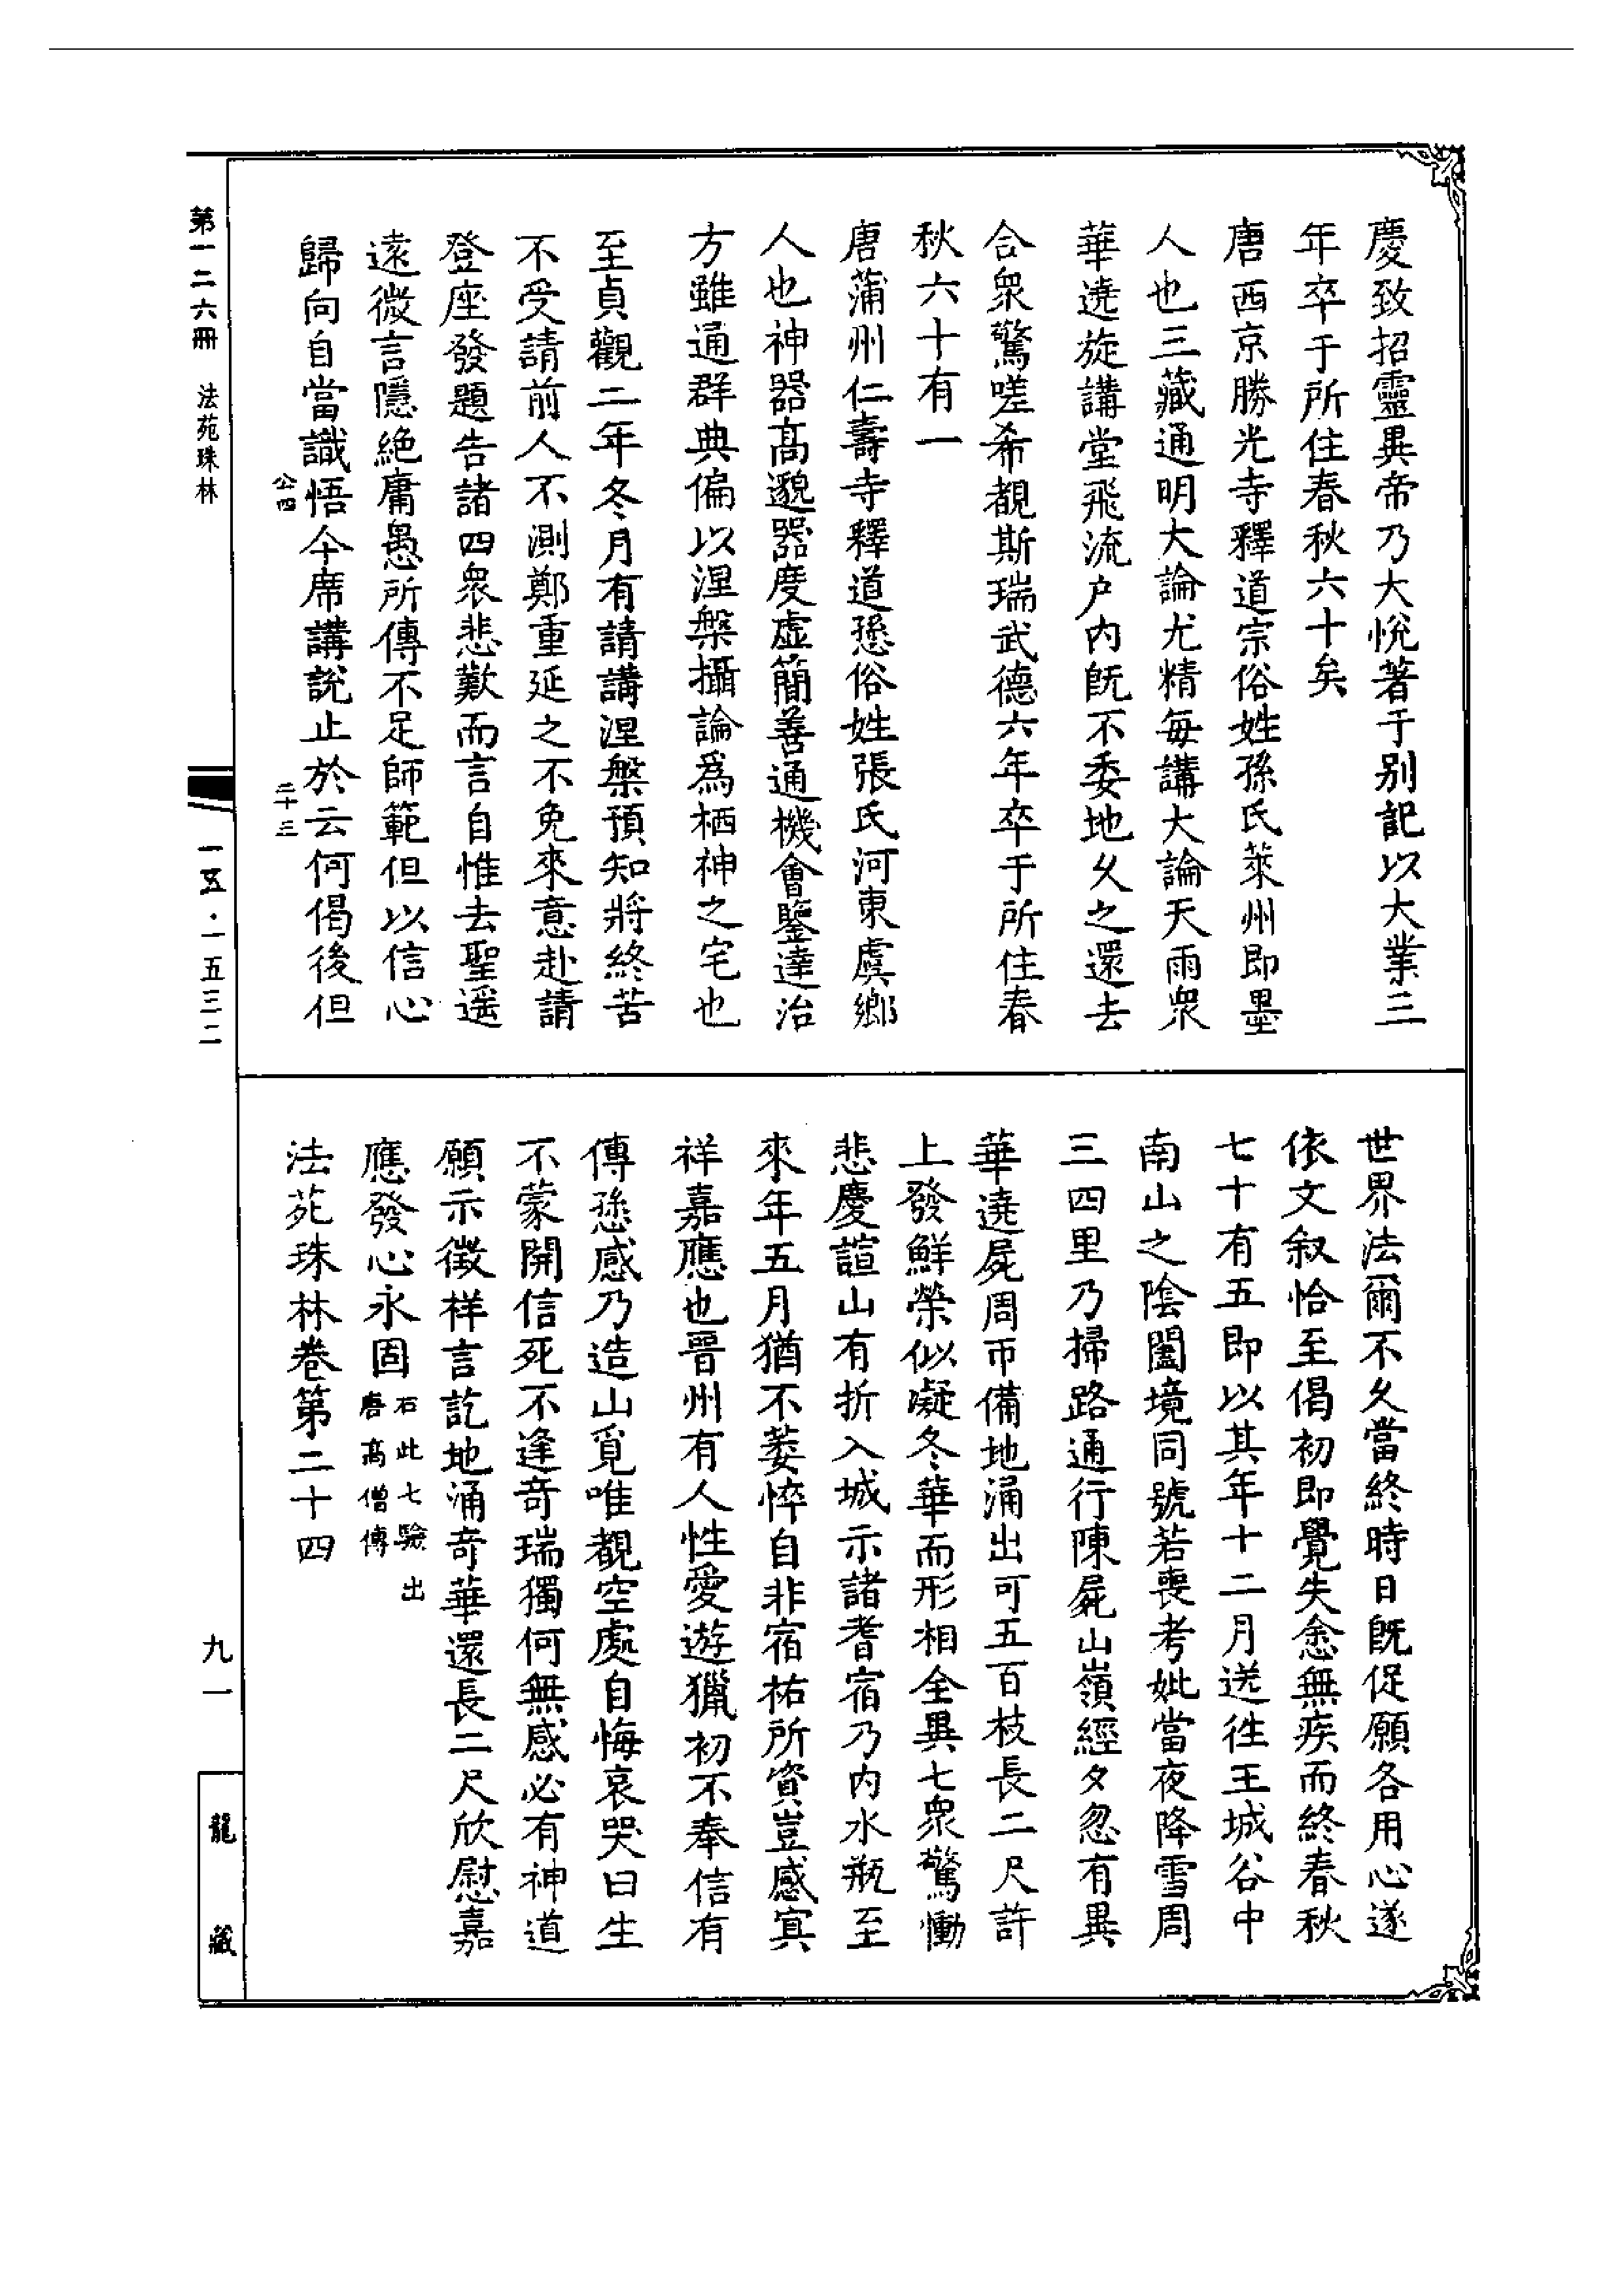 慶致招靈異帝乃大悅著于别記以大業三
年卒于所住春秋六十矣
唐西京勝光寺釋道宗俗姓孫氏萊州即墨
人也三藏通明大論尤精每講大論天雨衆
華遶旋講堂飛流户内旣不委地久之還去
合衆驚嗟希覩斯瑞武德六年卒于所住春
秋六十有一
唐蒲州仁壽寺釋道愻俗姓張氏河東虞鄉
人也神器高邈器度虛簡善通機會鑒達治
方雖通群典偏以涅槃攝論爲栖神之宅也
至貞觀二年冬月有請講涅槃預知將終苦
不受請前人不測鄭重延之不免來意赴請
登座發題告諸四衆悲歎而言自惟去聖遥
遠微言隱絶庸愚所傳不足師範但以信心
歸向自當識悟今席講說止於云何偈後但
公四 二十三
世界法爾不久當終時日旣促願各用心遂
依文叙恰至偈初即覺失念無疾而終春秋
七十有五即以其年十二月送往王城谷中
南山之陰闔境同號若喪考妣當夜降雪周
三四里乃掃路通行陳屍山嶺經夕忽有異
華遶屍周帀備地涌出可五百枝長二尺許
上發鮮榮似凝冬華而形相全異七衆驚慟
悲慶諠山有折入城示諸耆宿乃内水瓶至
來年五月猶不萎悴自非宿祐所資豈感冥
祥嘉應也晋州有人性愛遊獵初不奉信有
傳愻感乃造山覓唯覩空處自悔哀哭曰生
不蒙開信死不逢奇瑞獨何無感必有神道
願示徵祥言訖地涌奇華還長二尺欣慰嘉
應發心永固
右此七驗出
唐高僧傳
法苑珠林卷第二十四
第一二六冊 法苑珠林
一五·一五三二
九一
龍藏